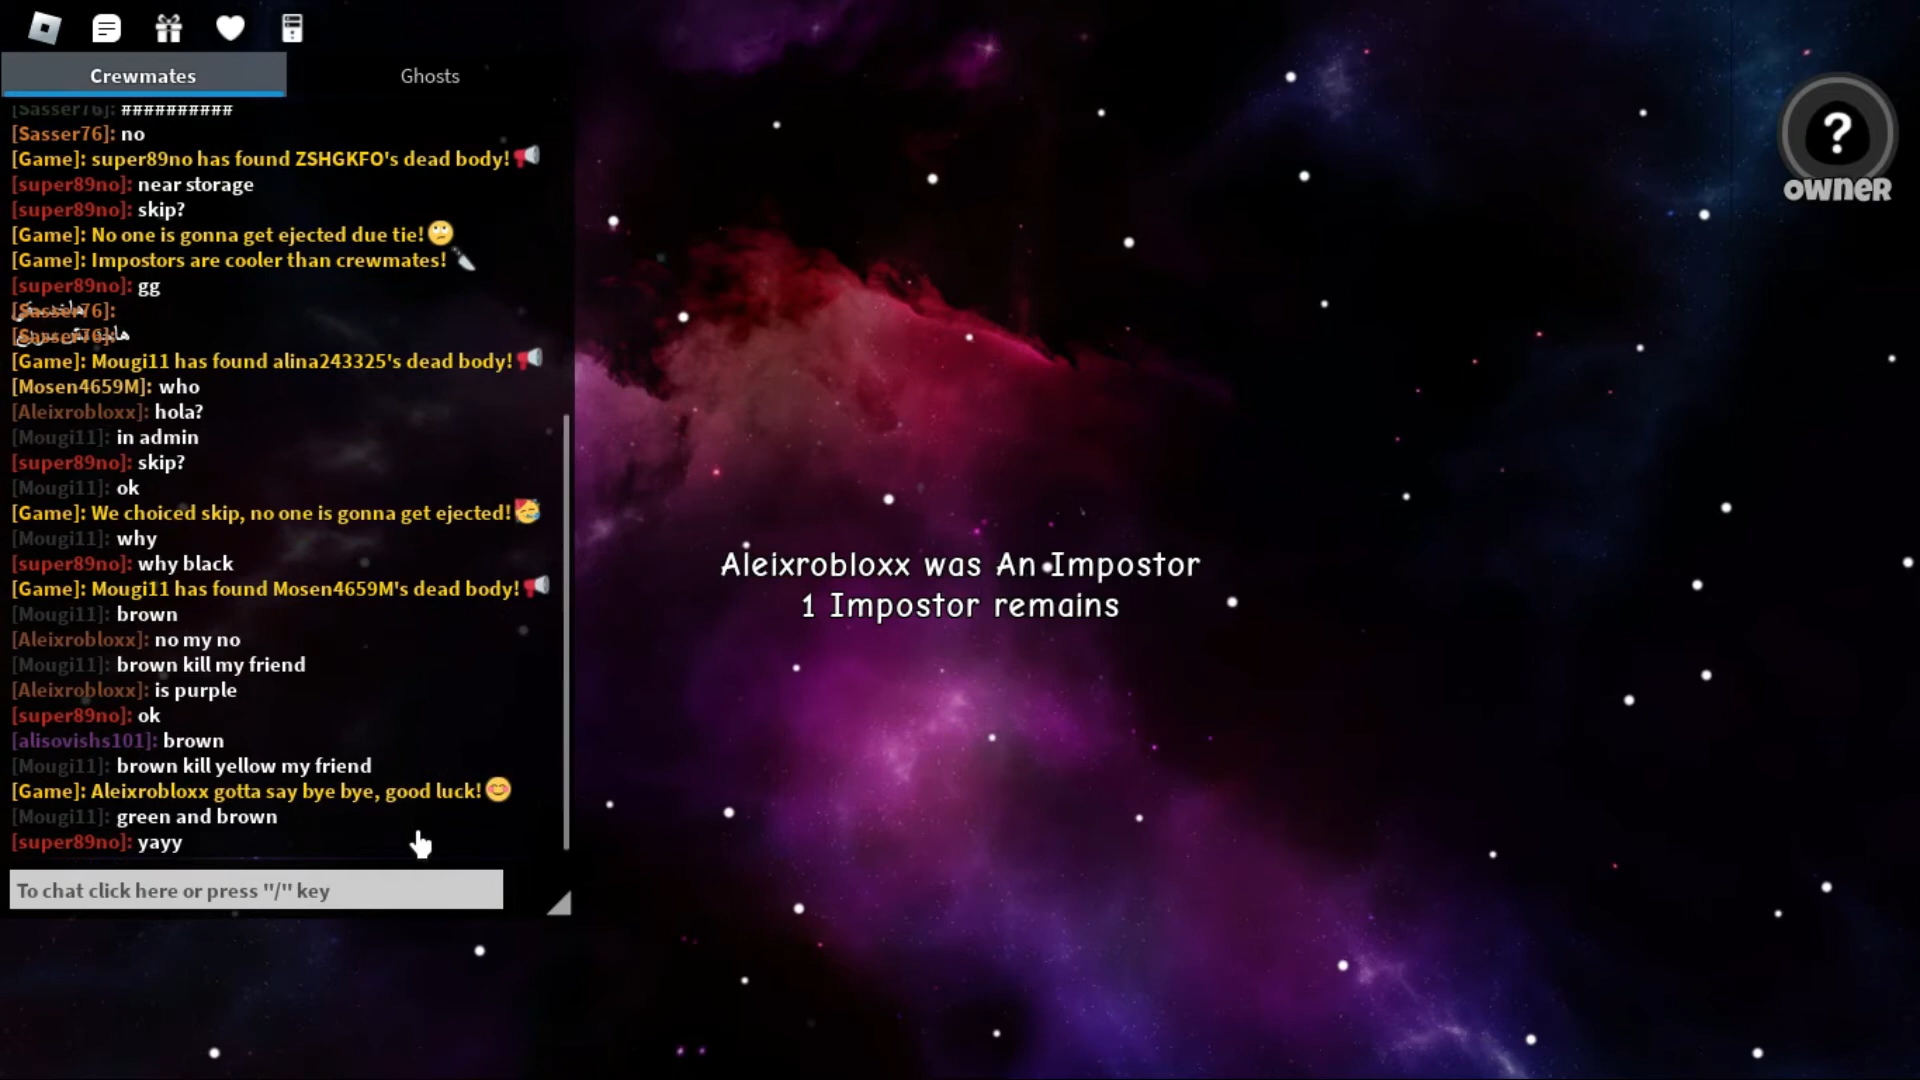 Crewmates
Ghosts
[Sasser76]: ##########
[Sasser76]: no
[Game]: super89no has found ZSHGKFO's dead body!
[super89no]: near storage
[super89no]: skip?
[Game]: No one is gonna get ejected due tie!
[Game]: Impostors are cooler than crewmates!
[super89no]: gg
[Sasser76]:
[Sasser76]:
[Game]: Mougi11 has found alina243325's dead body!
[Mosen4659M]: who
[Aleixrobloxx]: hola?
[Mougi11]: in admin
[super89no]: skip?
[Mougi11]: ok
[Game]: We choiced skip, no one is gonna get ejected!
[Mougi11]: why
[super89no]: why black
[Game]: Mougi11 has found Mosen4659M's dead body!
[Mougi11]: brown
[Aleixrobloxx]: no my no
[Mougi11]: brown kill my friend
[Aleixrobloxx]: is purple
[super89no]: ok
[alisovishs101]: brown
[Mougi11]: brown kill yellow my friend
[Game]: Aleixrobloxx gotta say bye bye, good luck!
[Mougi11]: green and brown
[super89no]: yayy
To chat click here or press "/" key
Aleixrobloxx was An Impostor
1 Impostor remains
?
OWNER